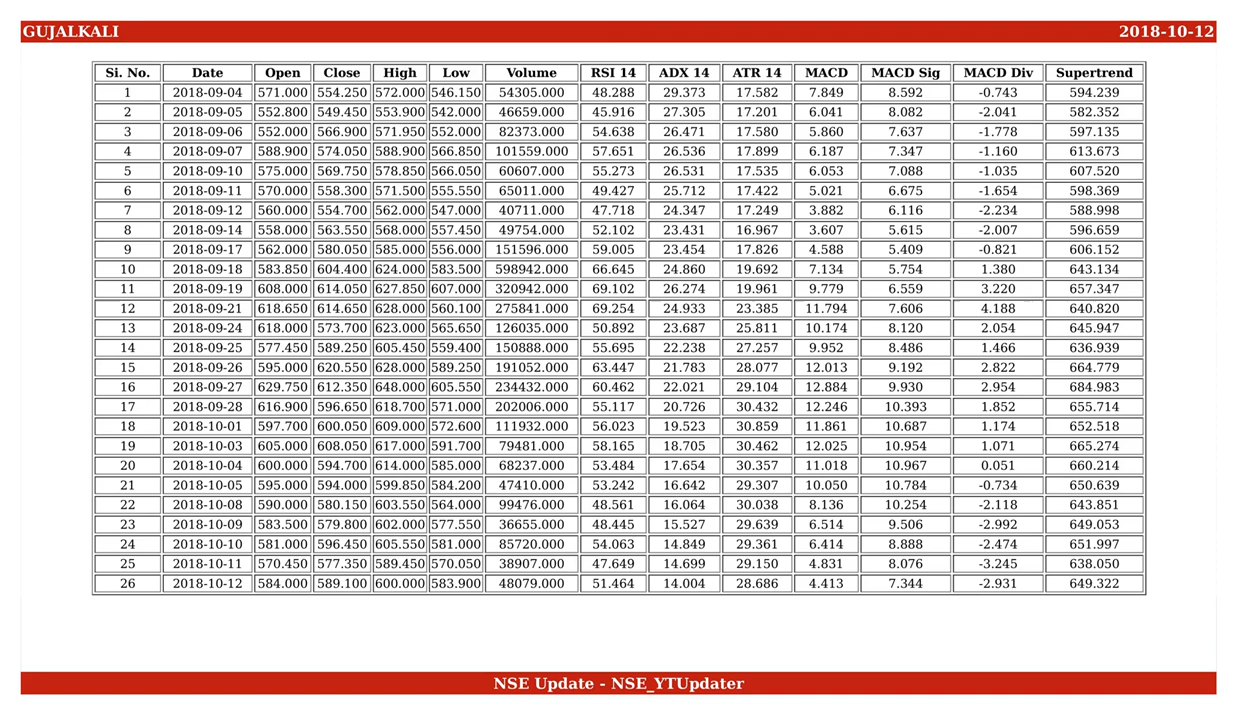 GUJALKALI 2018-10-12
Si. No. Date Open Close High Low Volume RSI 14 ADX 14 ATR 14 MACD MACD Sig MACD Div Supertrend
1 2018-09-04 571.000 554.250 572.000 546.150 54305.000 48.288 29.373 17.582 7.849 8.592 -0.743 594.239
2 2018-09-05 552.800 549.450 553.900 542.000 46659.000 45.916 27.305 17.201 6.041 8.082 -2.041 582.352
3 2018-09-06 552.000 566.900 571.950 552.000 82373.000 54.638 26.471 17.580 5.860 7.637 -1.778 597.135
4 2018-09-07 588.900 574.050 588.900 566.850 101559.000 57.651 26.536 17.899 6.187 7.347 -1.160 613.673
5 2018-09-10 575.000 569.750 578.850 566.050 60607.000 55.273 26.531 17.535 6.053 7.088 -1.035 607.520
6 2018-09-11 570.000 558.300 571.500 555.550 65011.000 49.427 25.712 17.422 5.021 6.675 -1.654 598.369
7 2018-09-12 560.000 554.700 562.000 547.000 40711.000 47.718 24.347 17.249 3.882 6.116 -2.234 588.998
8 2018-09-14 558.000 563.550 568.000 557.450 49754.000 52.102 23.431 16.967 3.607 5.615 -2.007 596.659
9 2018-09-17 562.000 580.050 585.000 556.000 151596.000 59.005 23.454 17.826 4.588 5.409 -0.821 606.152
10 2018-09-18 583.850 604.400 624.000 583.500 598942.000 66.645 24.860 19.692 7.134 5.754 1.380 643.134
11 2018-09-19 608.000 614.050 627.850 607.000 320942.000 69.102 26.274 19.961 9.779 6.559 3.220 657.347
12 2018-09-21 618.650 614.650 628.000 560.100 275841.000 69.254 24.933 23.385 11.794 7.606 4.188 640.820
13 2018-09-24 618.000 573.700 623.000 565.650 126035.000 50.892 23.687 25.811 10.174 8.120 2.054 645.947
14 2018-09-25 577.450 589.250 605.450 559.400 150888.000 55.695 22.238 27.257 9.952 8.486 1.466 636.939
15 2018-09-26 595.000 620.550 628.000 589.250 191052.000 63.447 21.783 28.077 12.013 9.192 2.822 664.779
16 2018-09-27 629.750 612.350 648.000 605.550 234432.000 60.462 22.021 29.104 12.884 9.930 2.954 684.983
17 2018-09-28 616.900 596.650 618.700 571.000 202006.000 55.117 20.726 30.432 12.246 10.393 1.852 655.714
18 2018-10-01 597.700 600.050 609.000 572.600 111932.000 56.023 19.523 30.859 11.861 10.687 1.174 652.518
19 2018-10-03 605.000 608.050 617.000 591.700 79481.000 58.165 18.705 30.462 12.025 10.954 1.071 665.274
20 2018-10-04 600.000 594.700 614.000 585.000 68237.000 53.484 17.654 30.357 11.018 10.967 0.051 660.214
21 2018-10-05 595.000 594.000 599.850 584.200 47410.000 53.242 16.642 29.307 10.050 10.784 -0.734 650.639
22 2018-10-08 590.000 580.150 603.550 564.000 99476.000 48.561 16.064 30.038 8.136 10.254 -2.118 643.851
23 2018-10-09 583.500 579.800 602.000 577.550 36655.000 48.445 15.527 29.639 6.514 9.506 -2.992 649.053
24 2018-10-10 581.000 596.450 605.550 581.000 85720.000 54.063 14.849 29.361 6.414 8.888 -2.474 651.997
25 2018-10-11 570.450 577.350 589.450 570.050 38907.000 47.649 14.699 29.150 4.831 8.076 -3.245 638.050
26 2018-10-12 584.000 589.100 600.000 583.900 48079.000 51.464 14.004 28.686 4.413 7.344 -2.931 649.322
NSE Update - NSE_YTUpdater